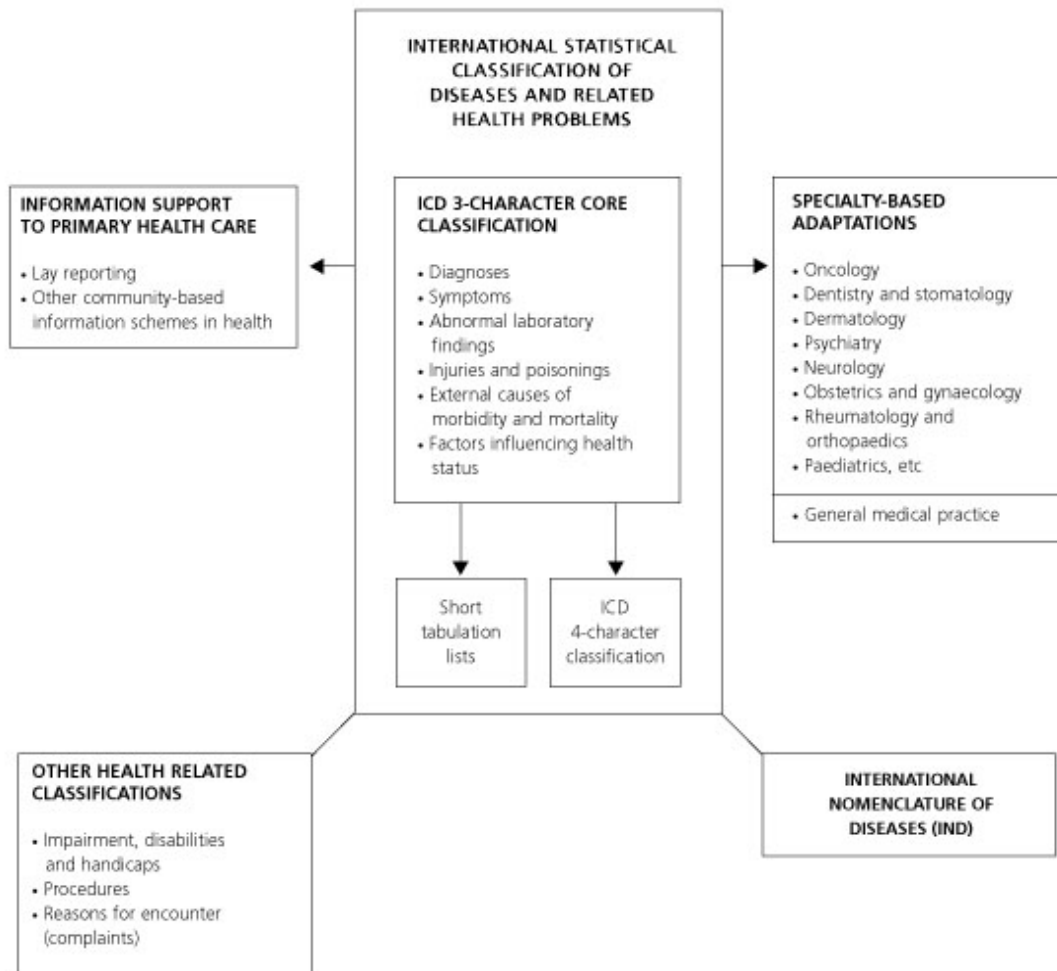 INTERNATIONAL STATISTICAL
CLASSIFICATION OF
DISEASES AND RELATED
HEALTH PROBLEMS
INFORMATION SUPPORT
TO PRIMARY HEALTH CARE
• Lay reporting
• Other community-based
information schemes in health
ICD 3-CHARACTER CORE
CLASSIFICATION
• Diagnoses
• Symptoms
• Abnormal laboratory
findings
• Injuries and poisonings
• External causes of
morbidity and mortality
• Factors influencing health
status
SPECIALTY-BASED
ADAPTATIONS
• Oncology
• Dentistry and stomatology
• Dermatology
• Psychiatry
• Neurology
• Obstetrics and gynaecology
• Rheumatology and
orthopaedics
• Paediatrics, etc
• General medical practice
Short
tabulation
lists
ICD
4-character
classification
OTHER HEALTH RELATED
CLASSIFICATIONS
• Impairment, disabilities
and handicaps
• Procedures
• Reasons for encounter
(complaints)
INTERNATIONAL
NOMENCLATURE OF
DISEASES (IND)